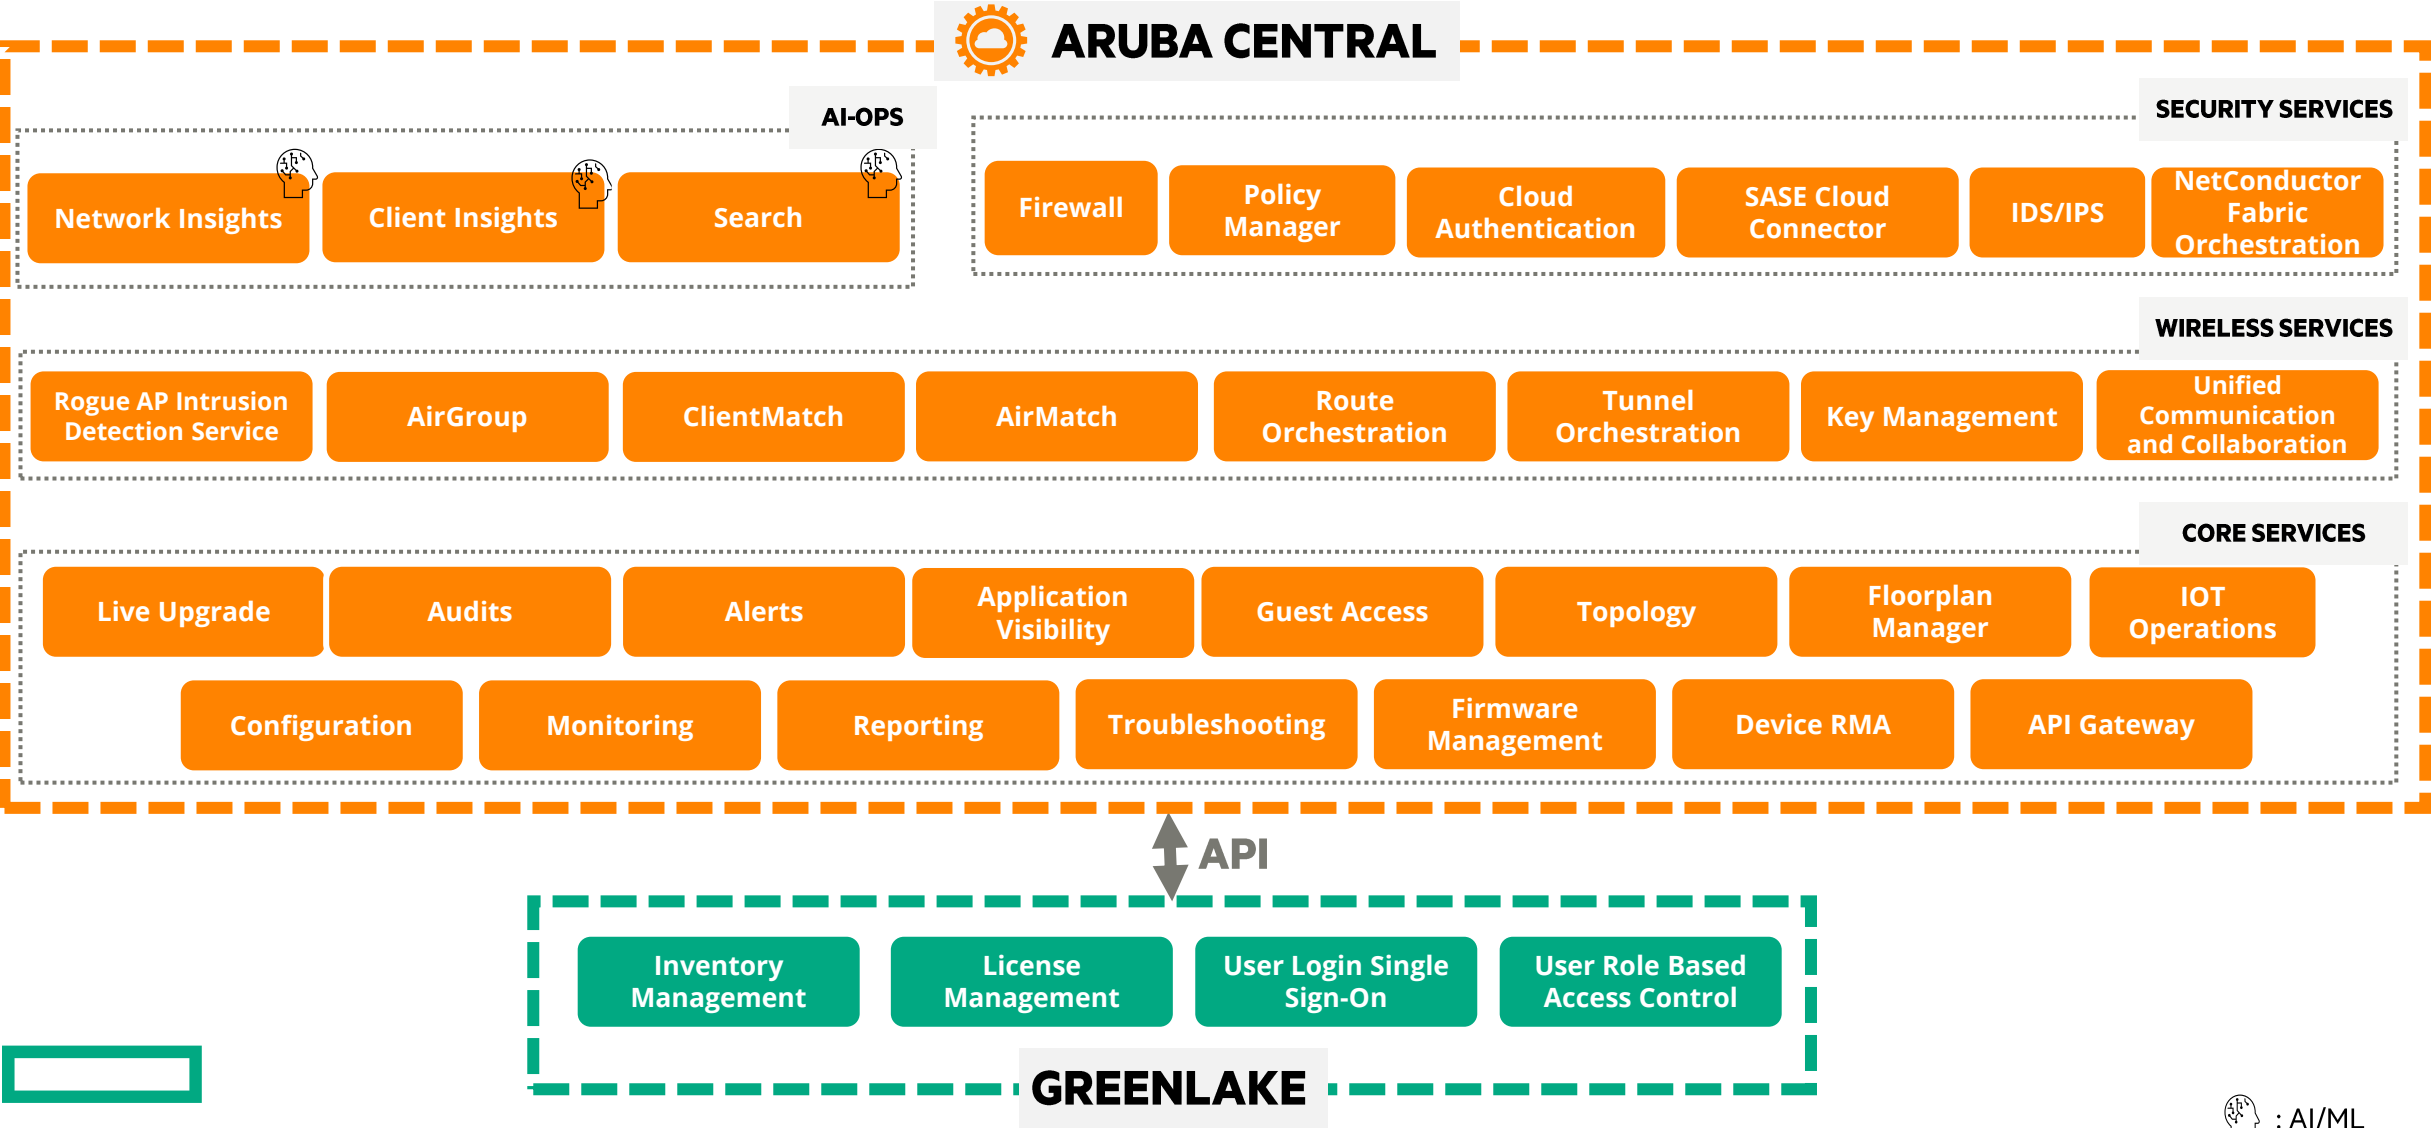 ARUBA CENTRAL
AI-OPS
Network Insights
Client Insights
Search
SECURITY SERVICES
Firewall
Policy
Manager
Cloud
Authentication
SASE Cloud
Connector
IDS/IPS
NetConductor
Fabric
Orchestration
WIRELESS SERVICES
Rogue AP Intrusion
Detection Service
AirGroup
ClientMatch
AirMatch
Route
Orchestration
Tunnel
Orchestration
Key Management
Unified
Communication
and Collaboration
CORE SERVICES
Live Upgrade
Audits
Alerts
Application
Visibility
Guest Access
Topology
Floorplan
Manager
IOT
Operations
Configuration
Monitoring
Reporting
Troubleshooting
Firmware
Management
Device RMA
API Gateway
API
Inventory
Management
License
Management
User Login Single
Sign-On
User Role Based
Access Control
GREENLAKE
: AI/ML